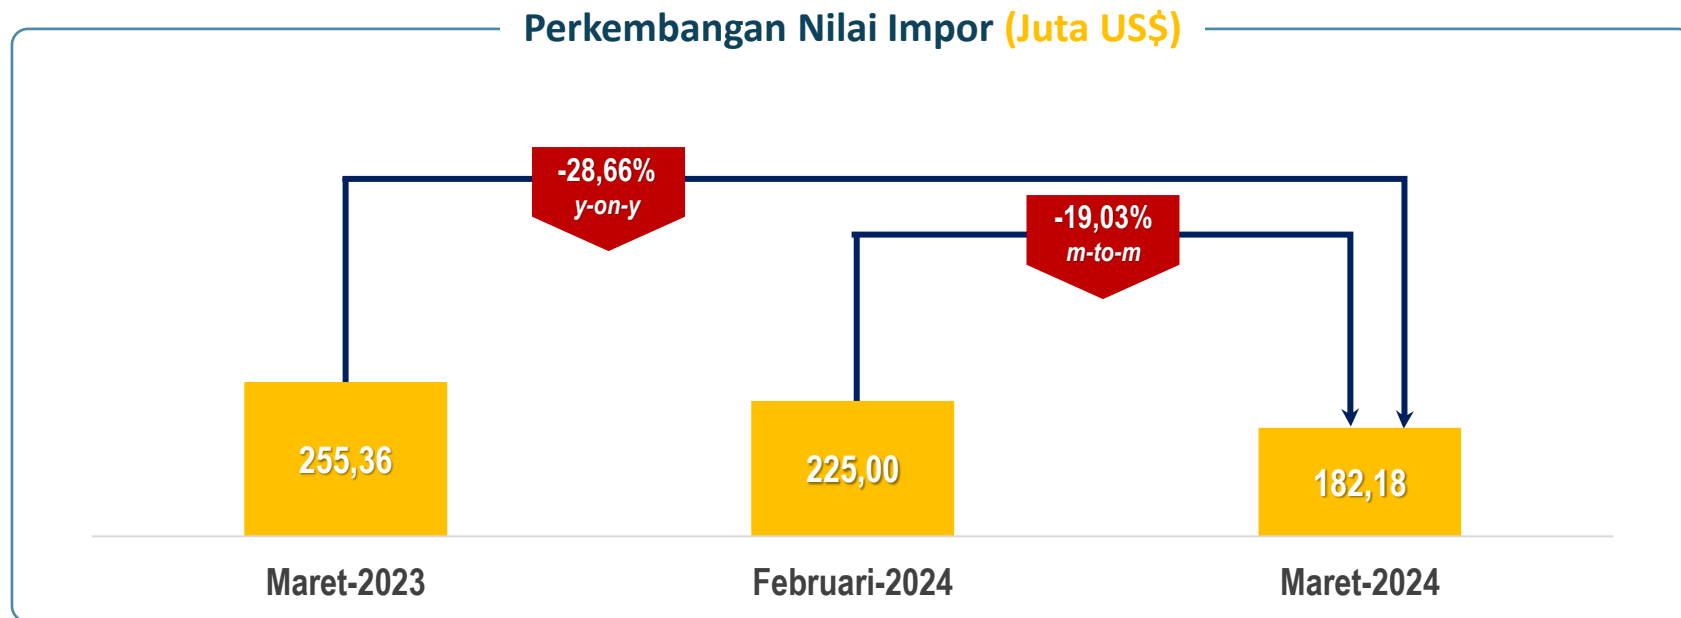 Perkembangan Nilai Impor (Juta US$)
-28,66%
y-on-y
-19,03%
m-to-m
255,36
225,00
182,18
Maret-2023
Februari-2024
Maret-2024